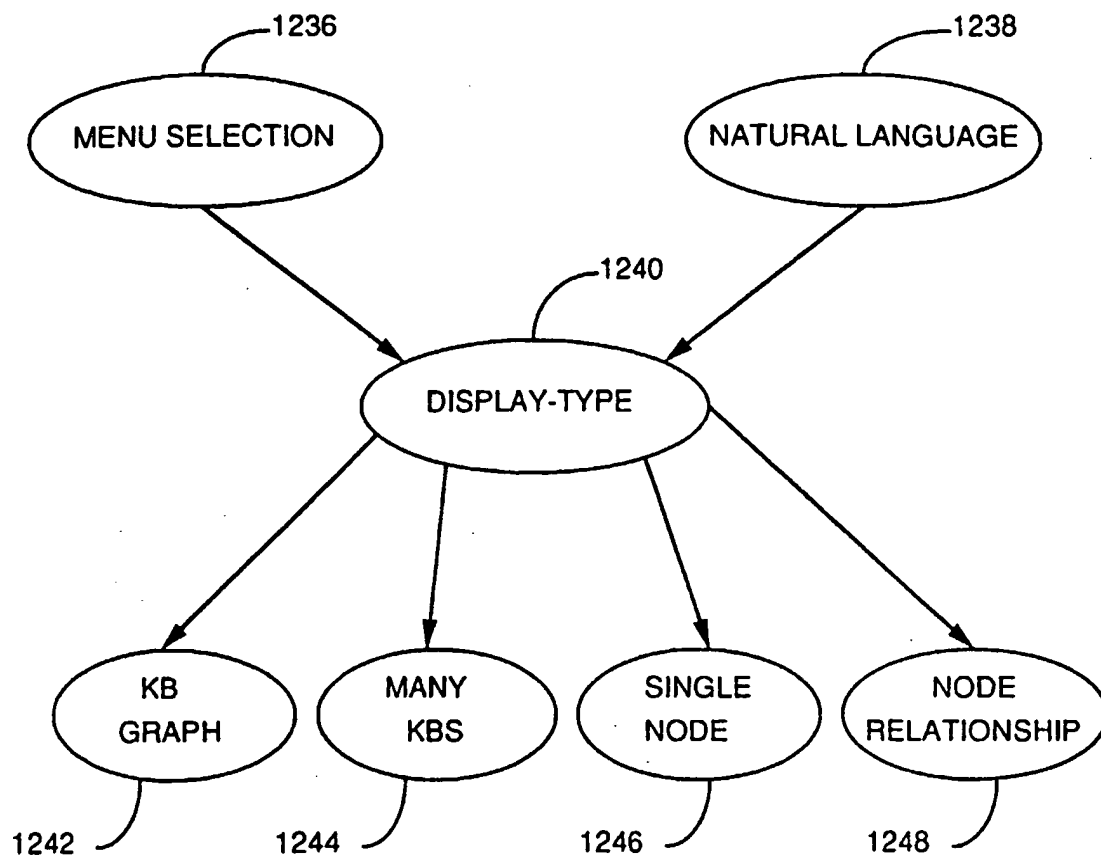 1236
1238
MENU SELECTION
NATURAL LANGUAGE
1240
DISPLAY-TYPE
KB
GRAPH
MANY
KBS
SINGLE
NODE
NODE
RELATIONSHIP
1242
1244
1246
1248